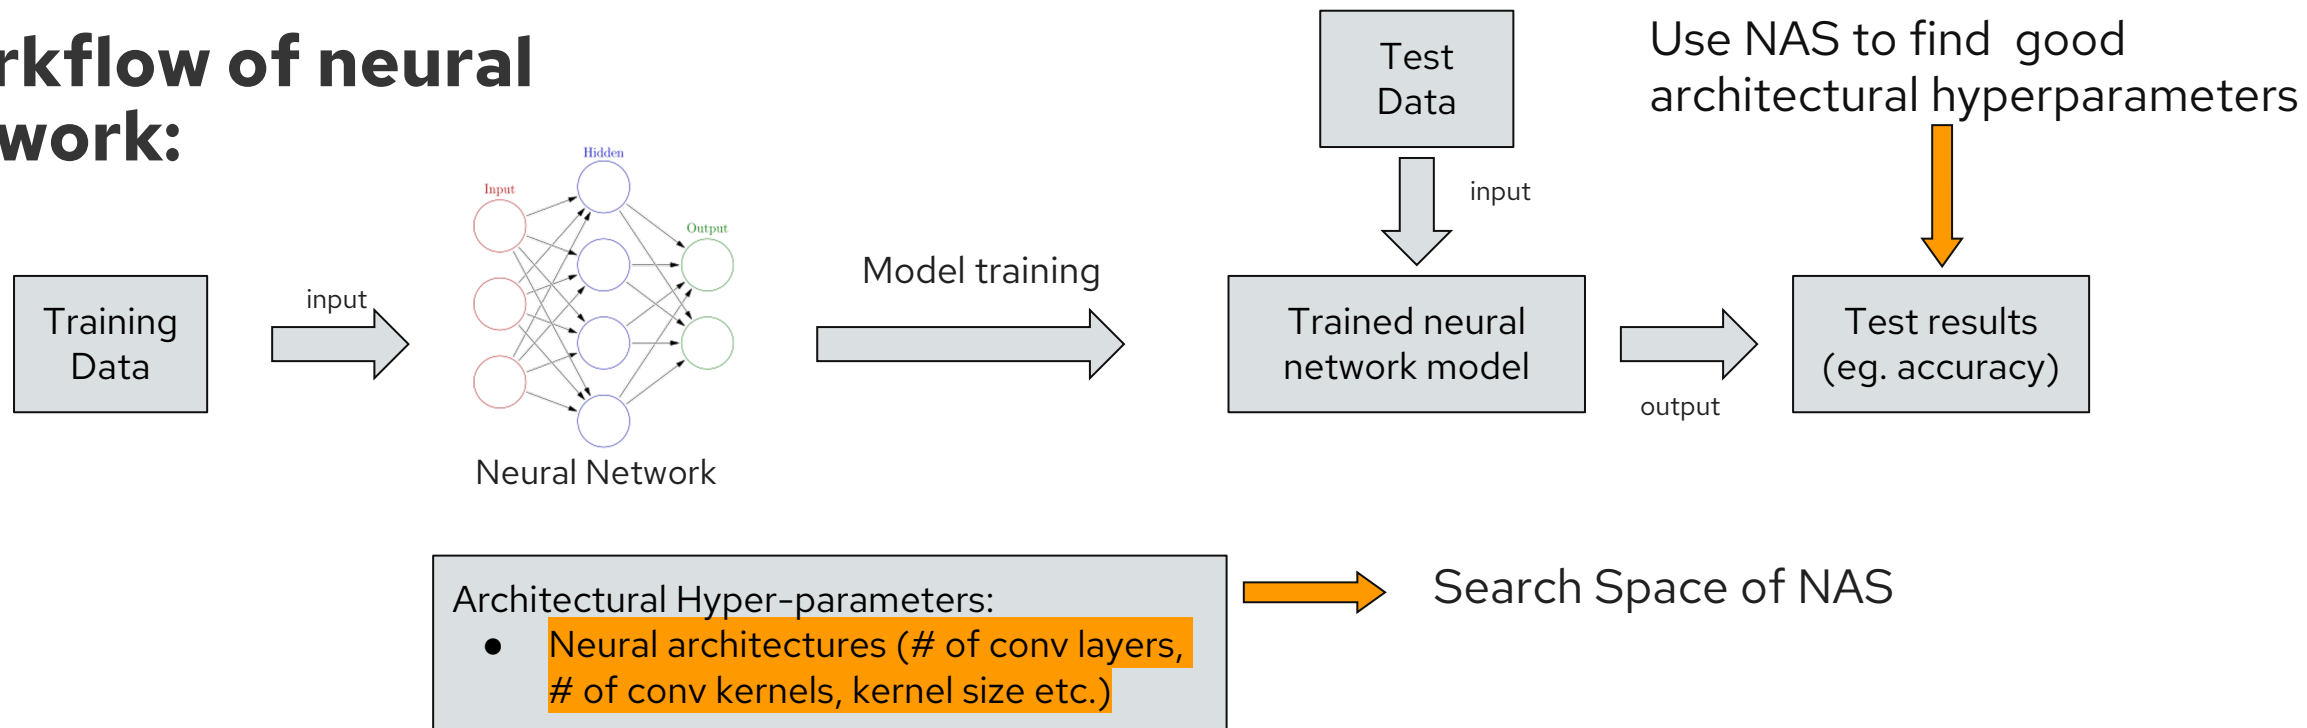 rkflow of neural
work:
Test
Data
Use NAS to find  good
architectural hyperparameters
input
Hidden
Input
Output
Training
Data
input
Model training
Trained neural
network model
output
Test results
(eg. accuracy)
Neural Network
Architectural Hyper-parameters:
● Neural architectures (# of conv layers,
# of conv kernels, kernel size etc.)
Search Space of NAS